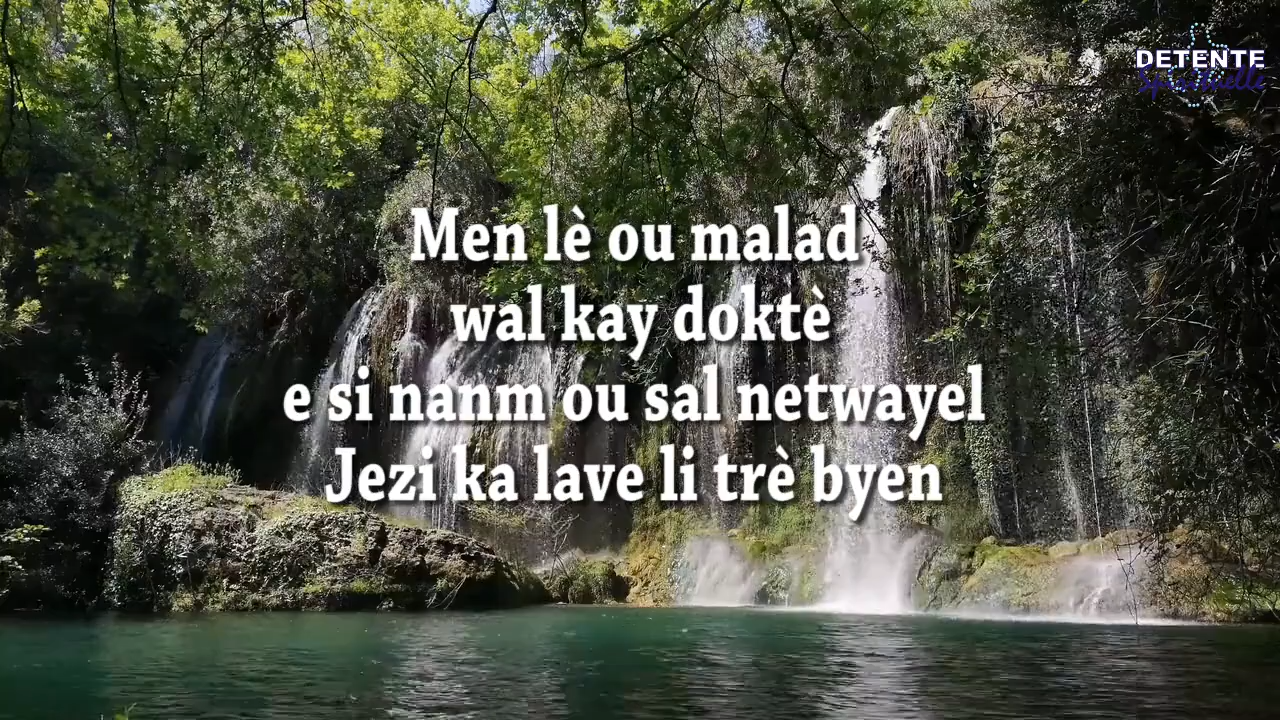 DETENTE
Spirituelle
Men lè ou malad
wal kay doktè
e si nanm ou sal netwayel
Jezi ka lave li trè byen